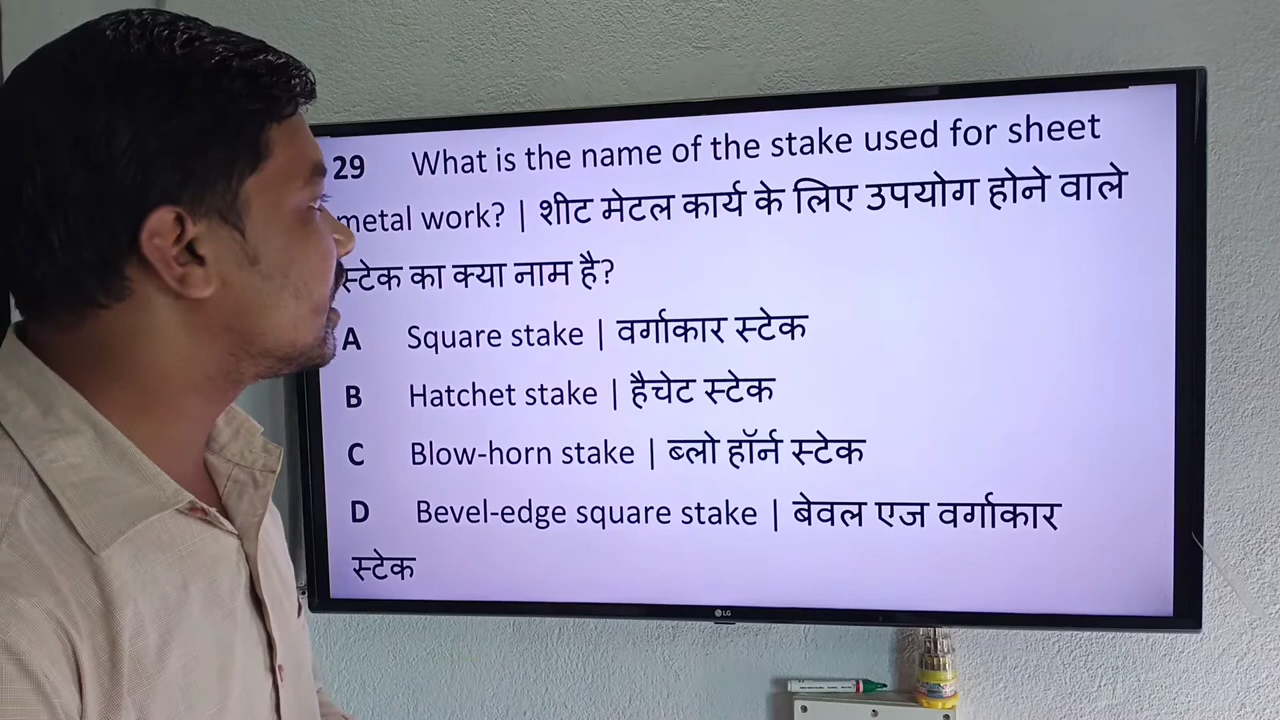 29 What is the name of the stake used for sheet
metal work? | शीट मेटल कार्य के लिए उपयोग होने वाले
स्टेक का क्या नाम है?
A Square stake | वर्गाकार स्टेक
B Hatchet stake | हैचेट स्टेक
C Blow-horn stake | ब्लो हॉर्न स्टेक
D Bevel-edge square stake | बेवल एज वर्गाकार
स्टेक
LG